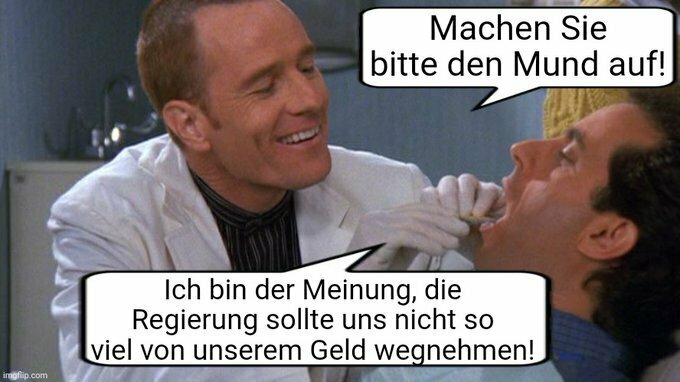 Machen Sie
bitte den Mund auf!
Ich bin der Meinung, die
Regierung sollte uns nicht so
viel von unserem Geld wegnehmen!
imgflip.com